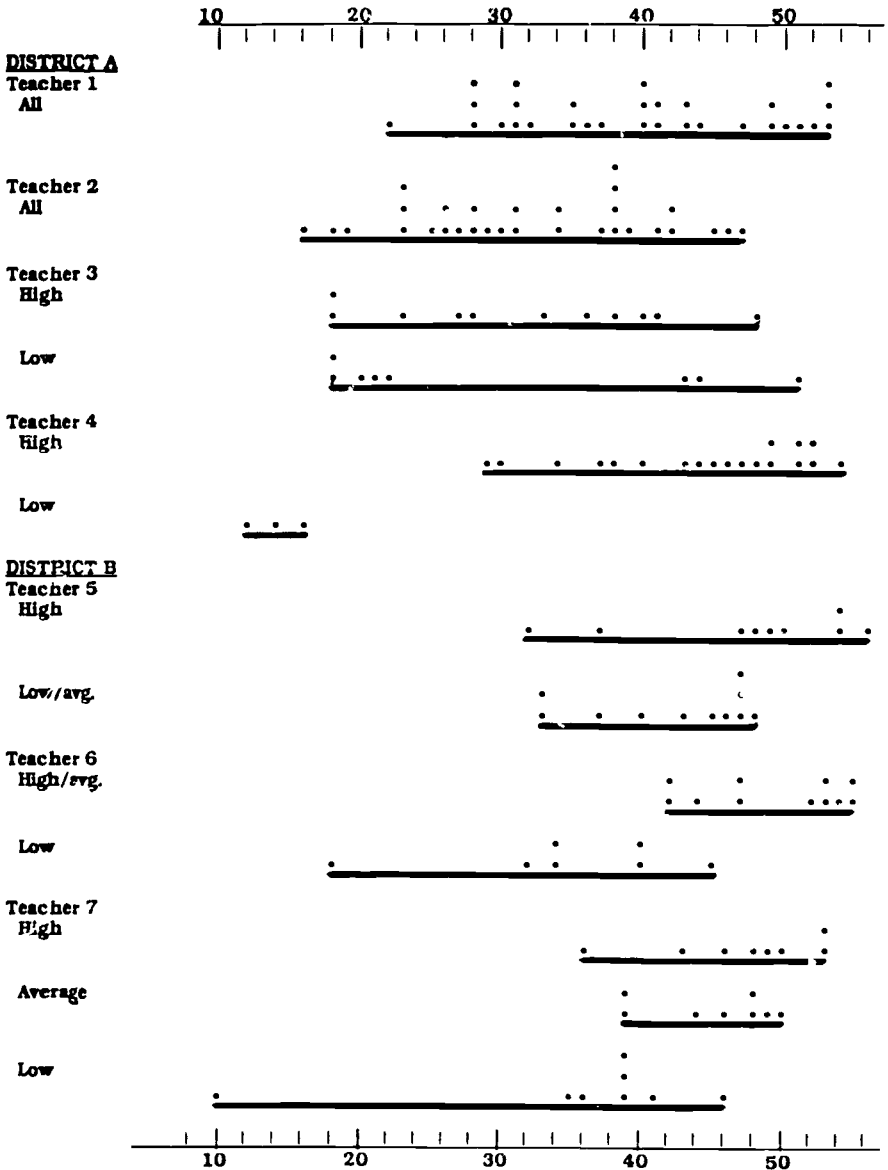 10 20 30 40 50
DISTRICT A
Teacher 1
All
Teacher 2
All
Teacher 3
High
Low
Teacher 4
High
Low
DISTRICT B
Teacher 5
High
Low/avg.
Teacher 6
High/avg.
Low
Teacher 7
High
Average
Low
10 20 30 40 50